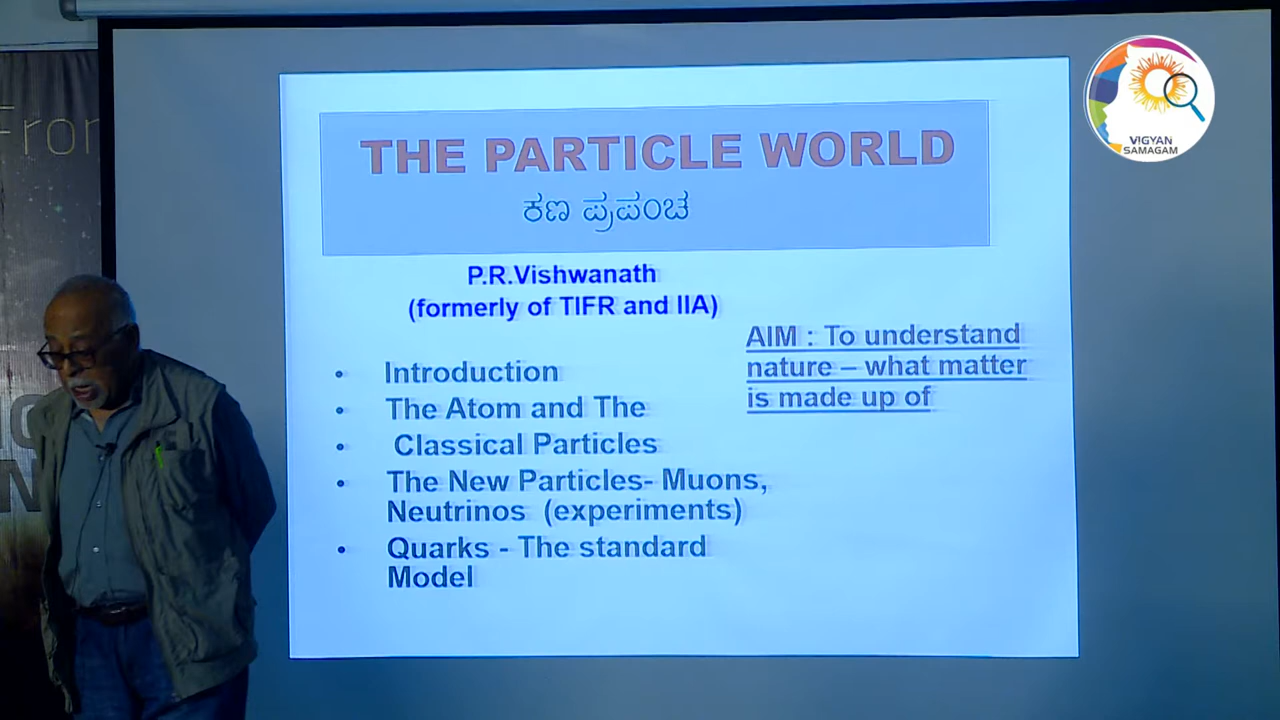 From
THE PARTICLE WORLD
ಕಣ ಪ್ರಪಂಚ
P.R.Vishwanath
(formerly of TIFR and IIA)
AIM : To understand
nature – what matter
is made up of
• Introduction
• The Atom and The
• Classical Particles
• The New Particles- Muons,
Neutrinos (experiments)
• Quarks - The standard
Model
VIGYAN
SAMAGAM